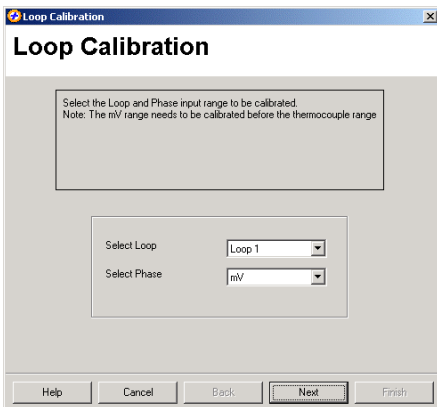 Loop Calibration
Loop Calibration
Select the Loop and Phase input range to be calibrated.
Note: The mV range needs to be calibrated before the thermocouple range
Select Loop
Loop 1
Select Phase
mV
Help Cancel Back Next Finish